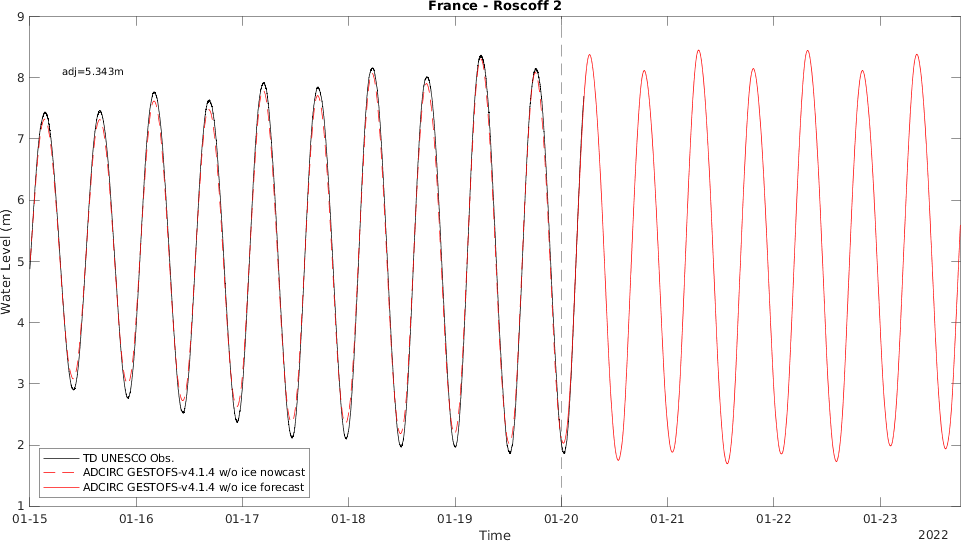 France - Roscoff 2
adj=5.343m
9
8
7
6
5
4
3
2
1
Water Level (m)
TD UNESCO Obs.
ADCIRC GESTOFS-v4.1.4 w/o ice nowcast
ADCIRC GESTOFS-v4.1.4 w/o ice forecast
01-15 01-16 01-17 01-18 01-19 01-20 01-21 01-22 01-23
Time
2022